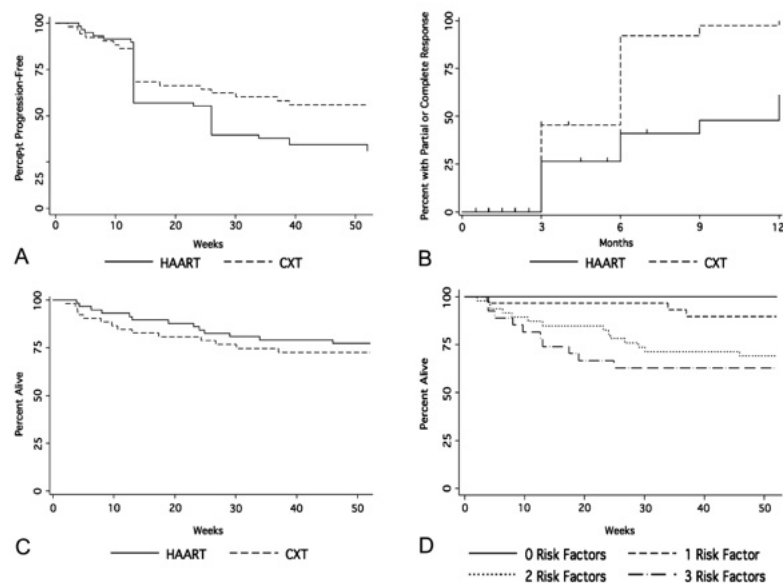 Percipyt Progression-Free
100
75
50
25
0
0 10 20 30 40 50
Weeks
A
HAART CXT
Percent with Partial or Complete Response
100
75
50
25
0
0 3 6 9 12
Months
B
HAART CXT
Percent Alive
100
75
50
25
0
0 10 20 30 40 50
Weeks
C
HAART CXT
Percent Alive
100
75
50
25
0
0 10 20 30 40 50
Weeks
D
0 Risk Factors 1 Risk Factor
2 Risk Factors 3 Risk Factors